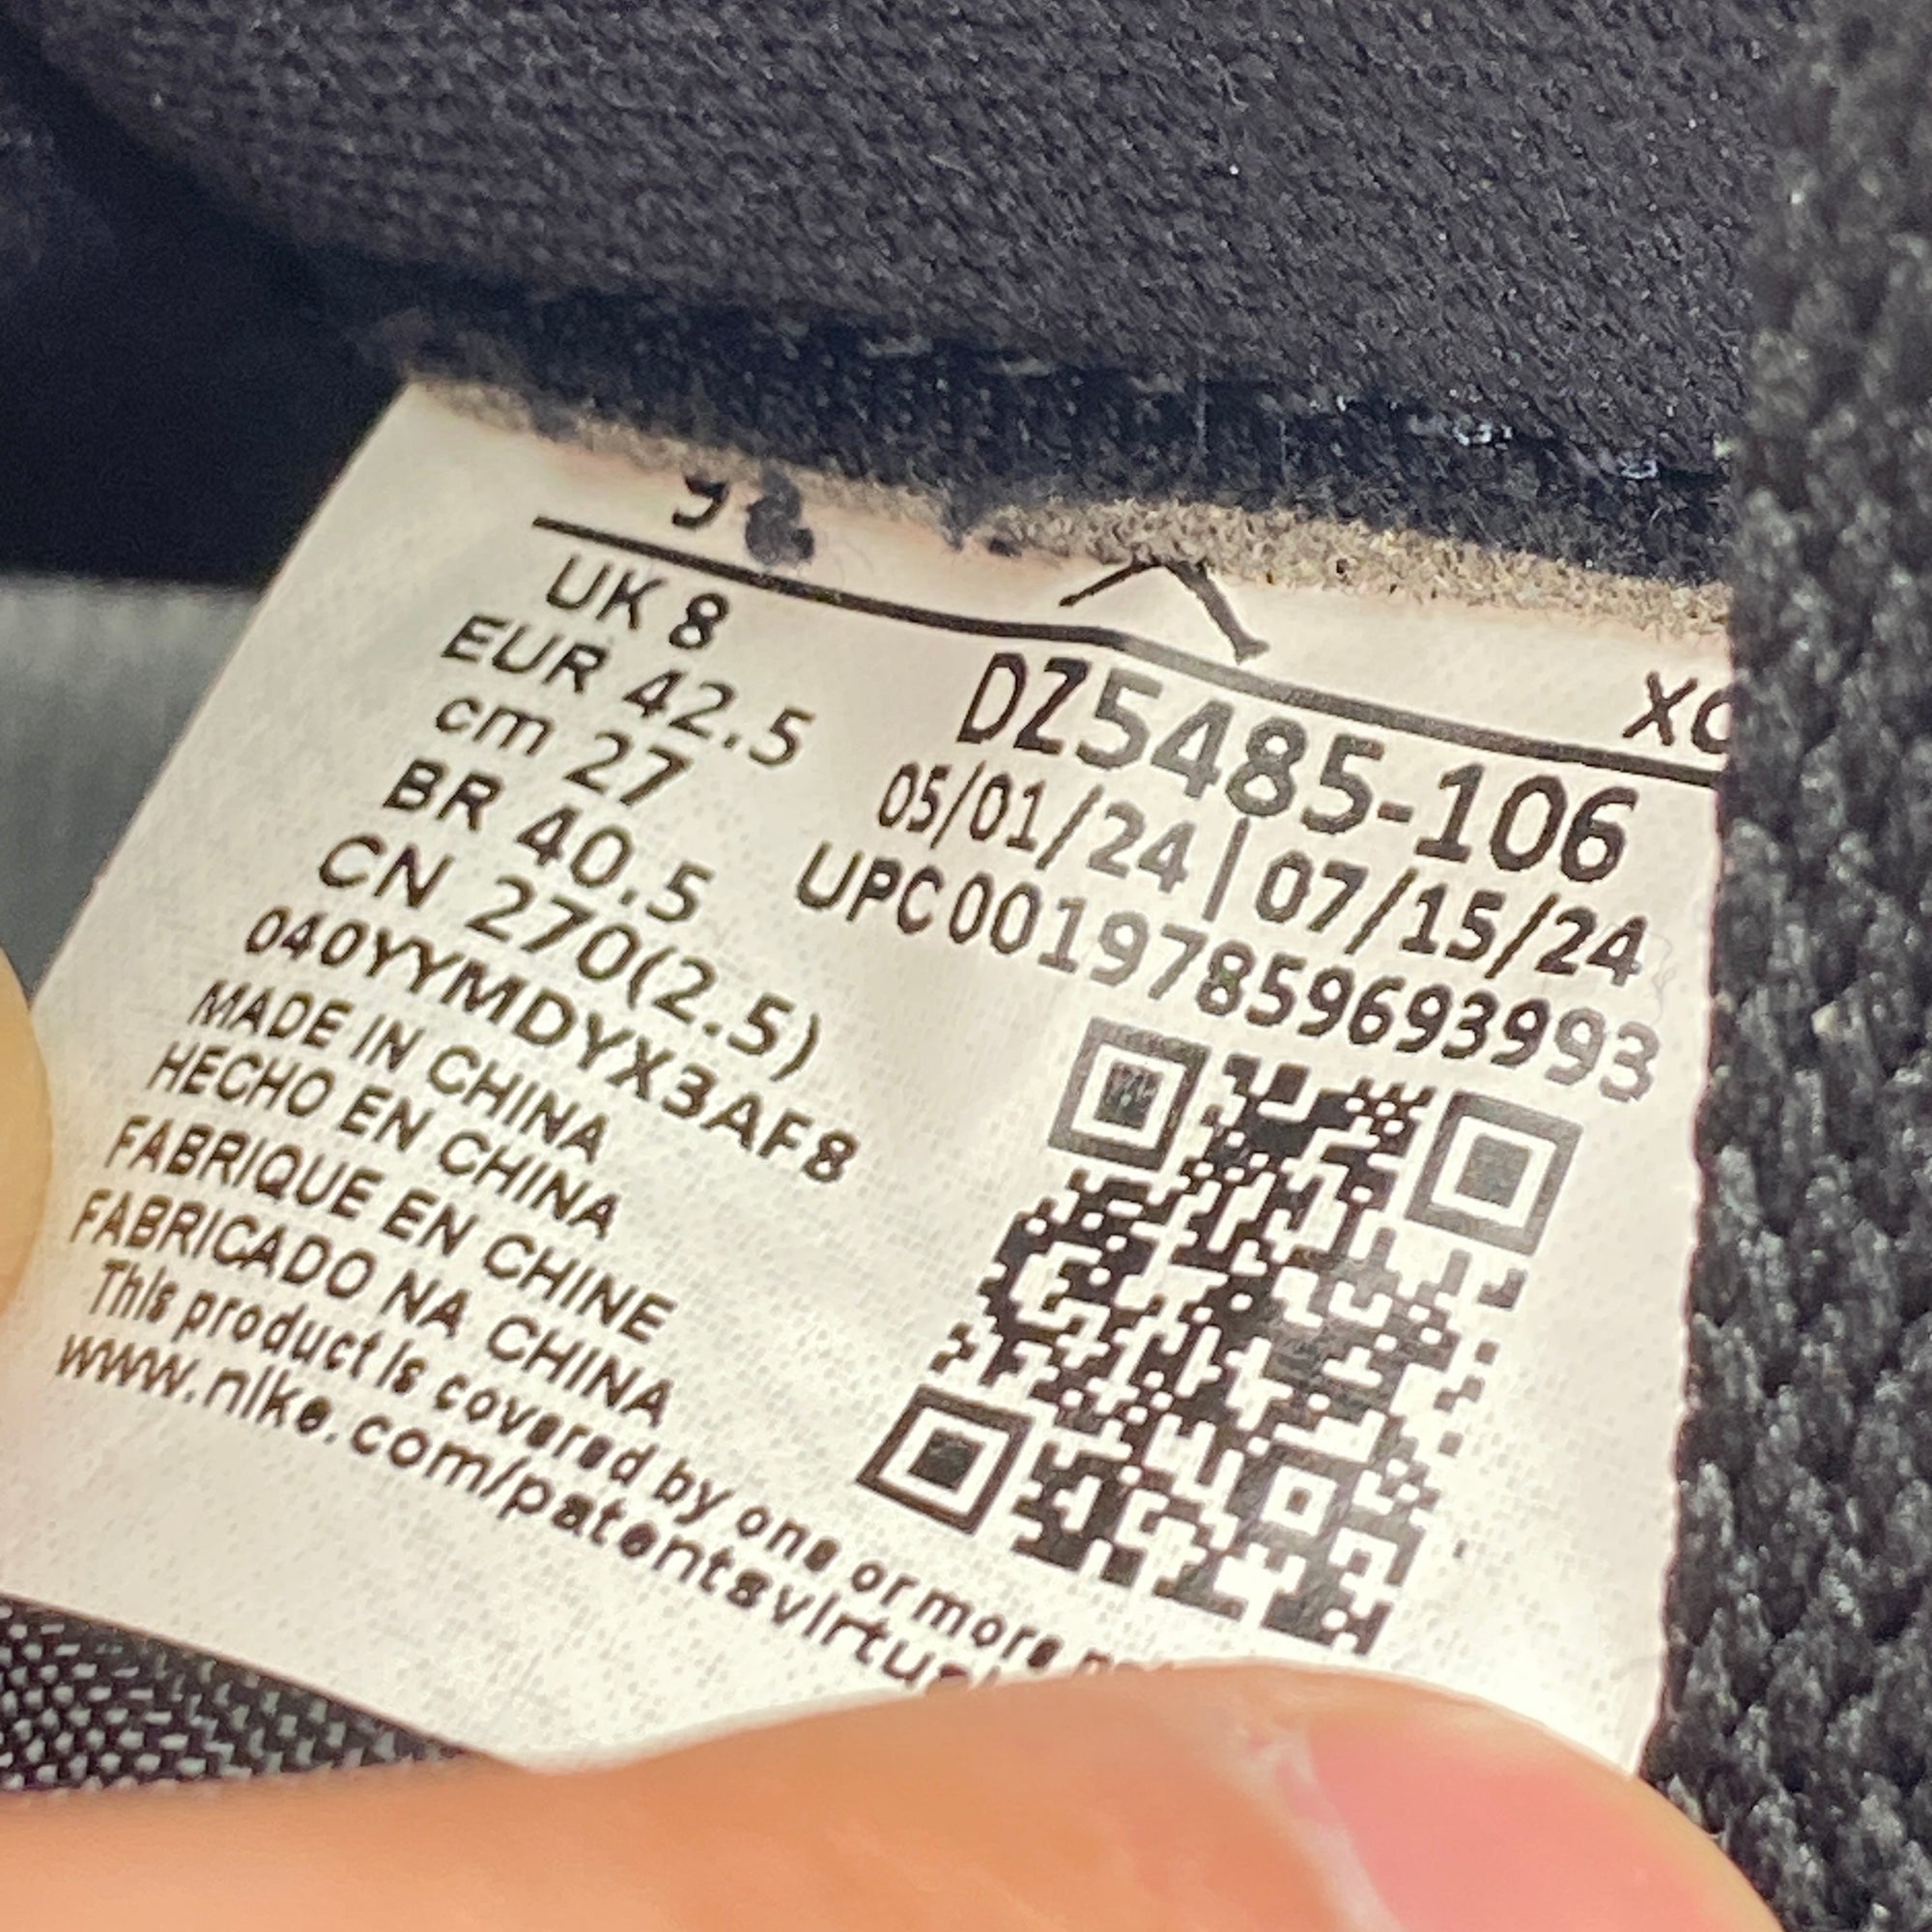 UK 8
EUR 42.5
cm 27
BR 40.5
CN 270(2.5)
040YYMDYX3AF8
MADE IN CHINA
HECHO EN CHINA
FABRIQUE EN CHINE
FABRICADO NA CHINA
This product is covered by one or more
www.nike.com/patents
XC
DZ5485-106
05/01/24 | 07/15/24
UPC 00197859693993